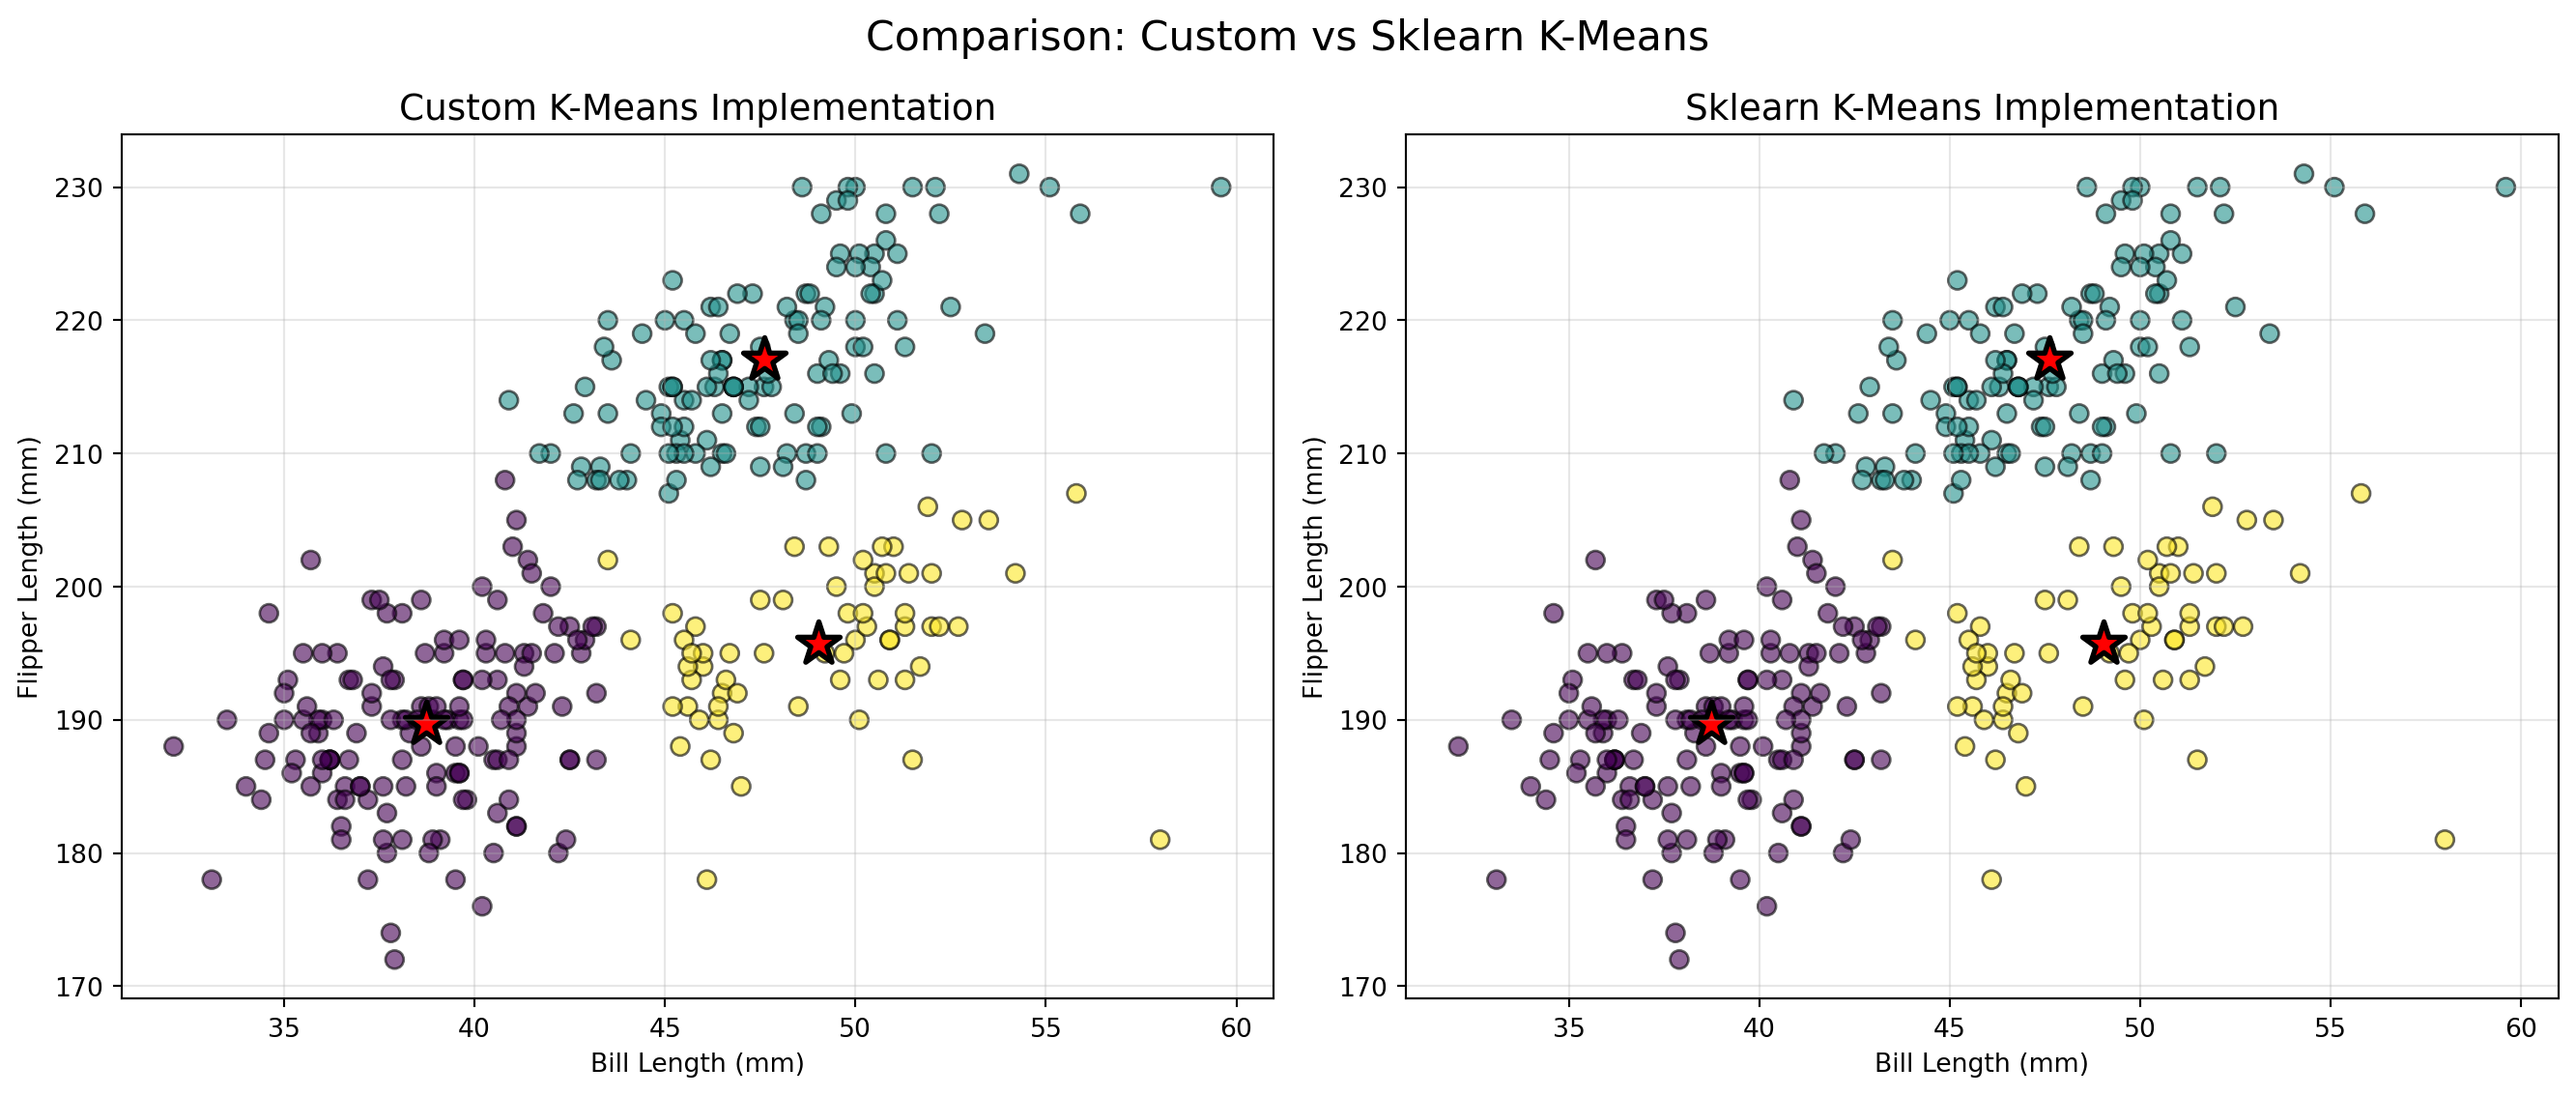 Comparison: Custom vs Sklearn K-Means
Custom K-Means Implementation
230
220
210
200
190
180
170
Flipper Length (mm)
35 40 45 50 55 60
Bill Length (mm)
Sklearn K-Means Implementation
230
220
210
200
190
180
170
Flipper Length (mm)
35 40 45 50 55 60
Bill Length (mm)